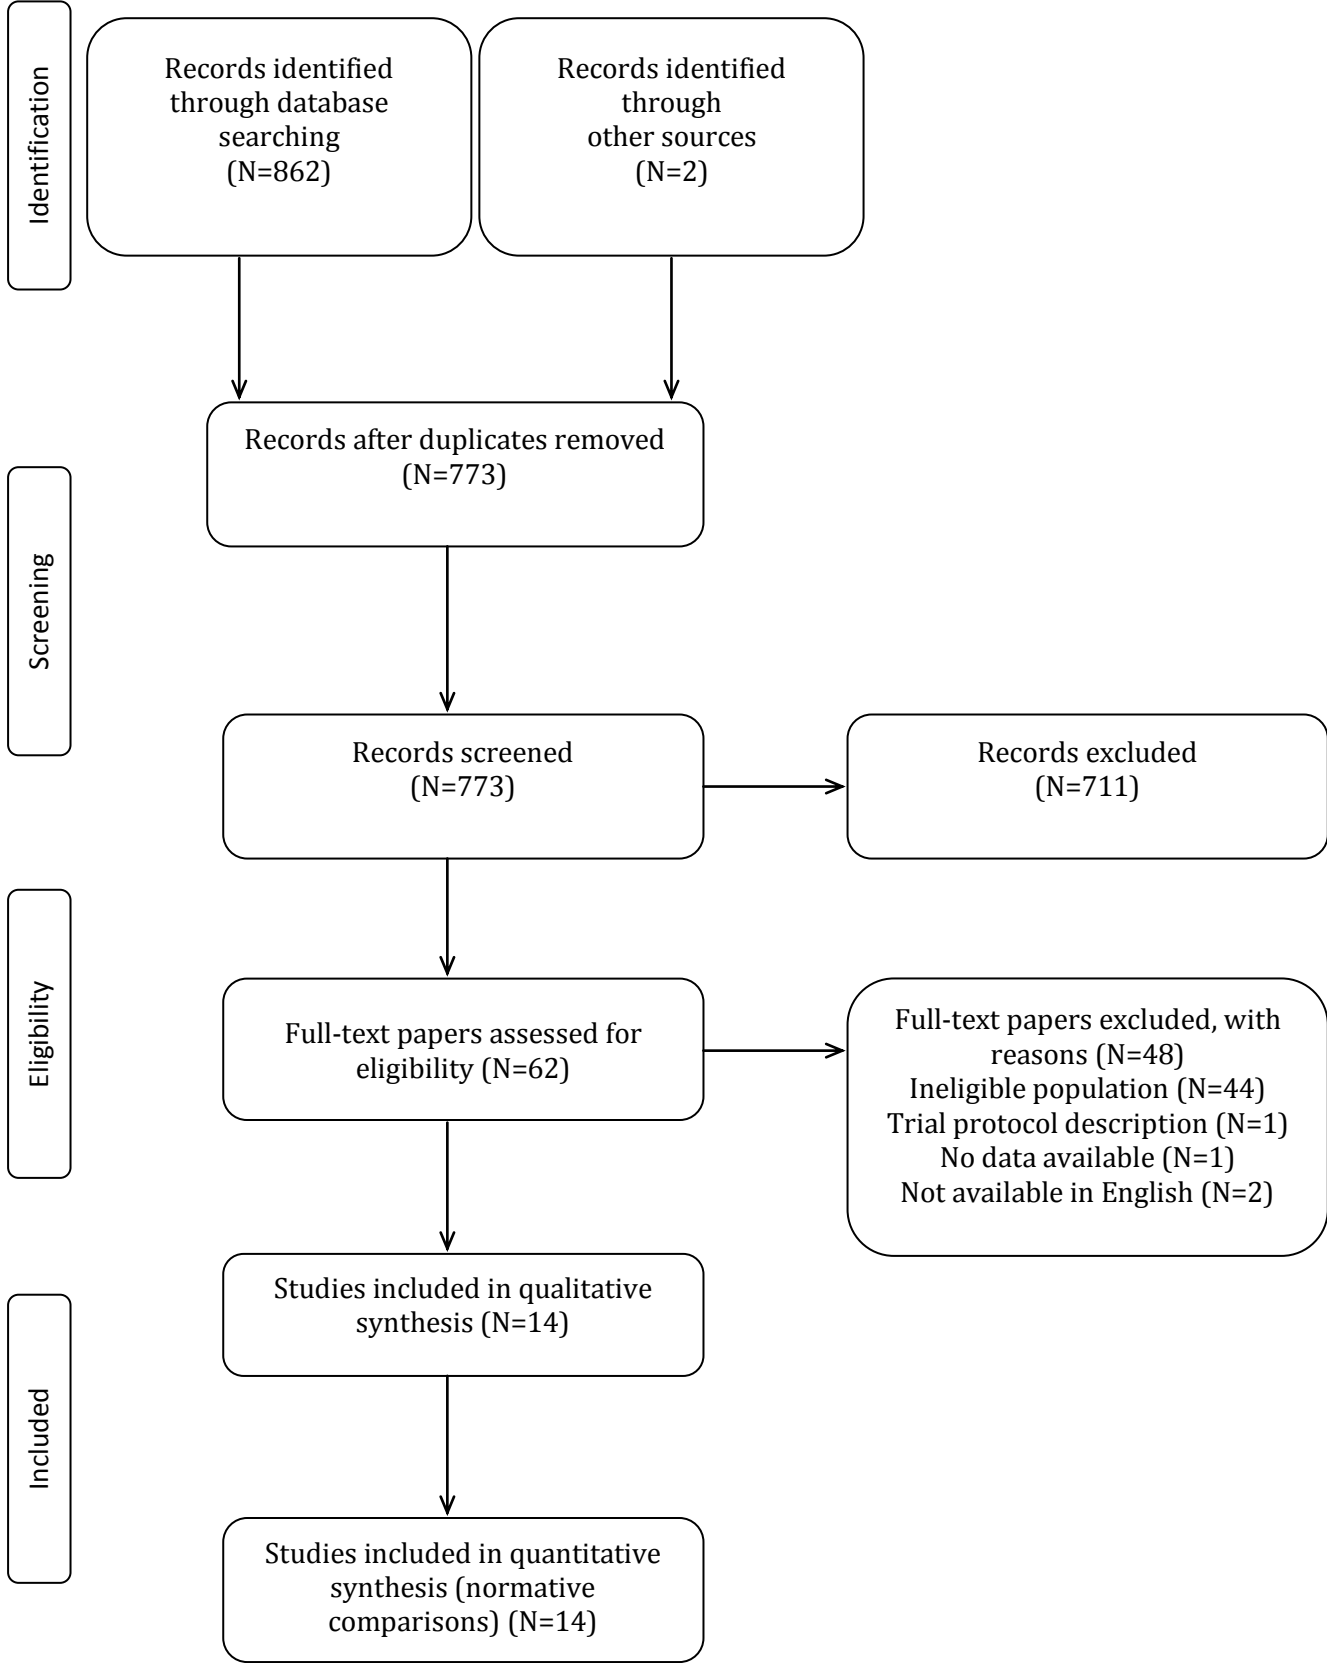 Identification
Records identified
through database
searching
(N=862)
Records identified
through
other sources
(N=2)
Records after duplicates removed
(N=773)
Screening
Records screened
(N=773)
Records excluded
(N=711)
Eligibility
Full-text papers assessed for
eligibility (N=62)
Full-text papers excluded, with
reasons (N=48)
Ineligible population (N=44)
Trial protocol description (N=1)
No data available (N=1)
Not available in English (N=2)
Studies included in qualitative
synthesis (N=14)
Included
Studies included in quantitative
synthesis (normative
comparisons) (N=14)